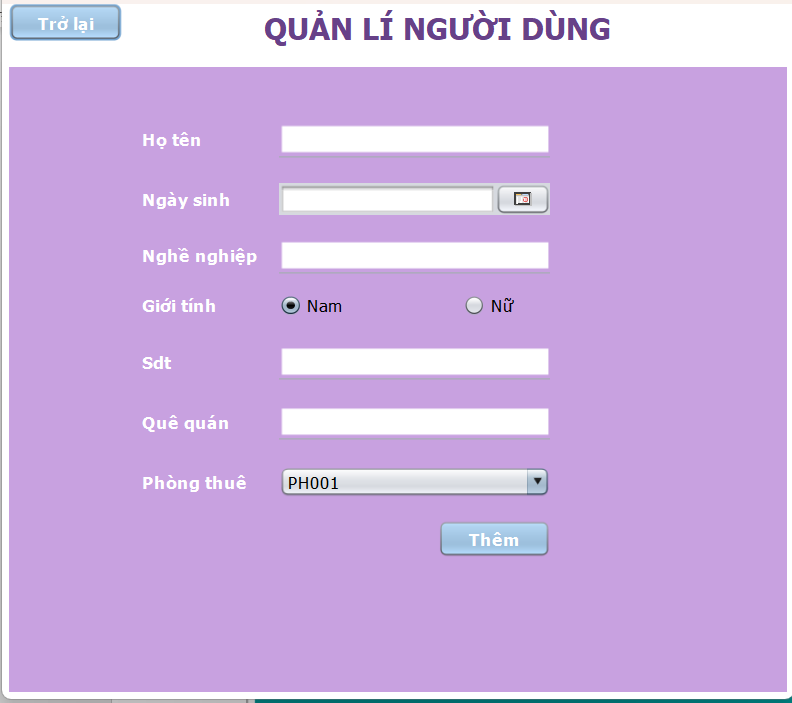 Trở lại
QUẢN LÍ NGƯỜI DÙNG
Họ tên
Ngày sinh
Nghề nghiệp
Giới tính
Nam
Nữ
Sdt
Quê quán
Phòng thuê
PH001
Thêm